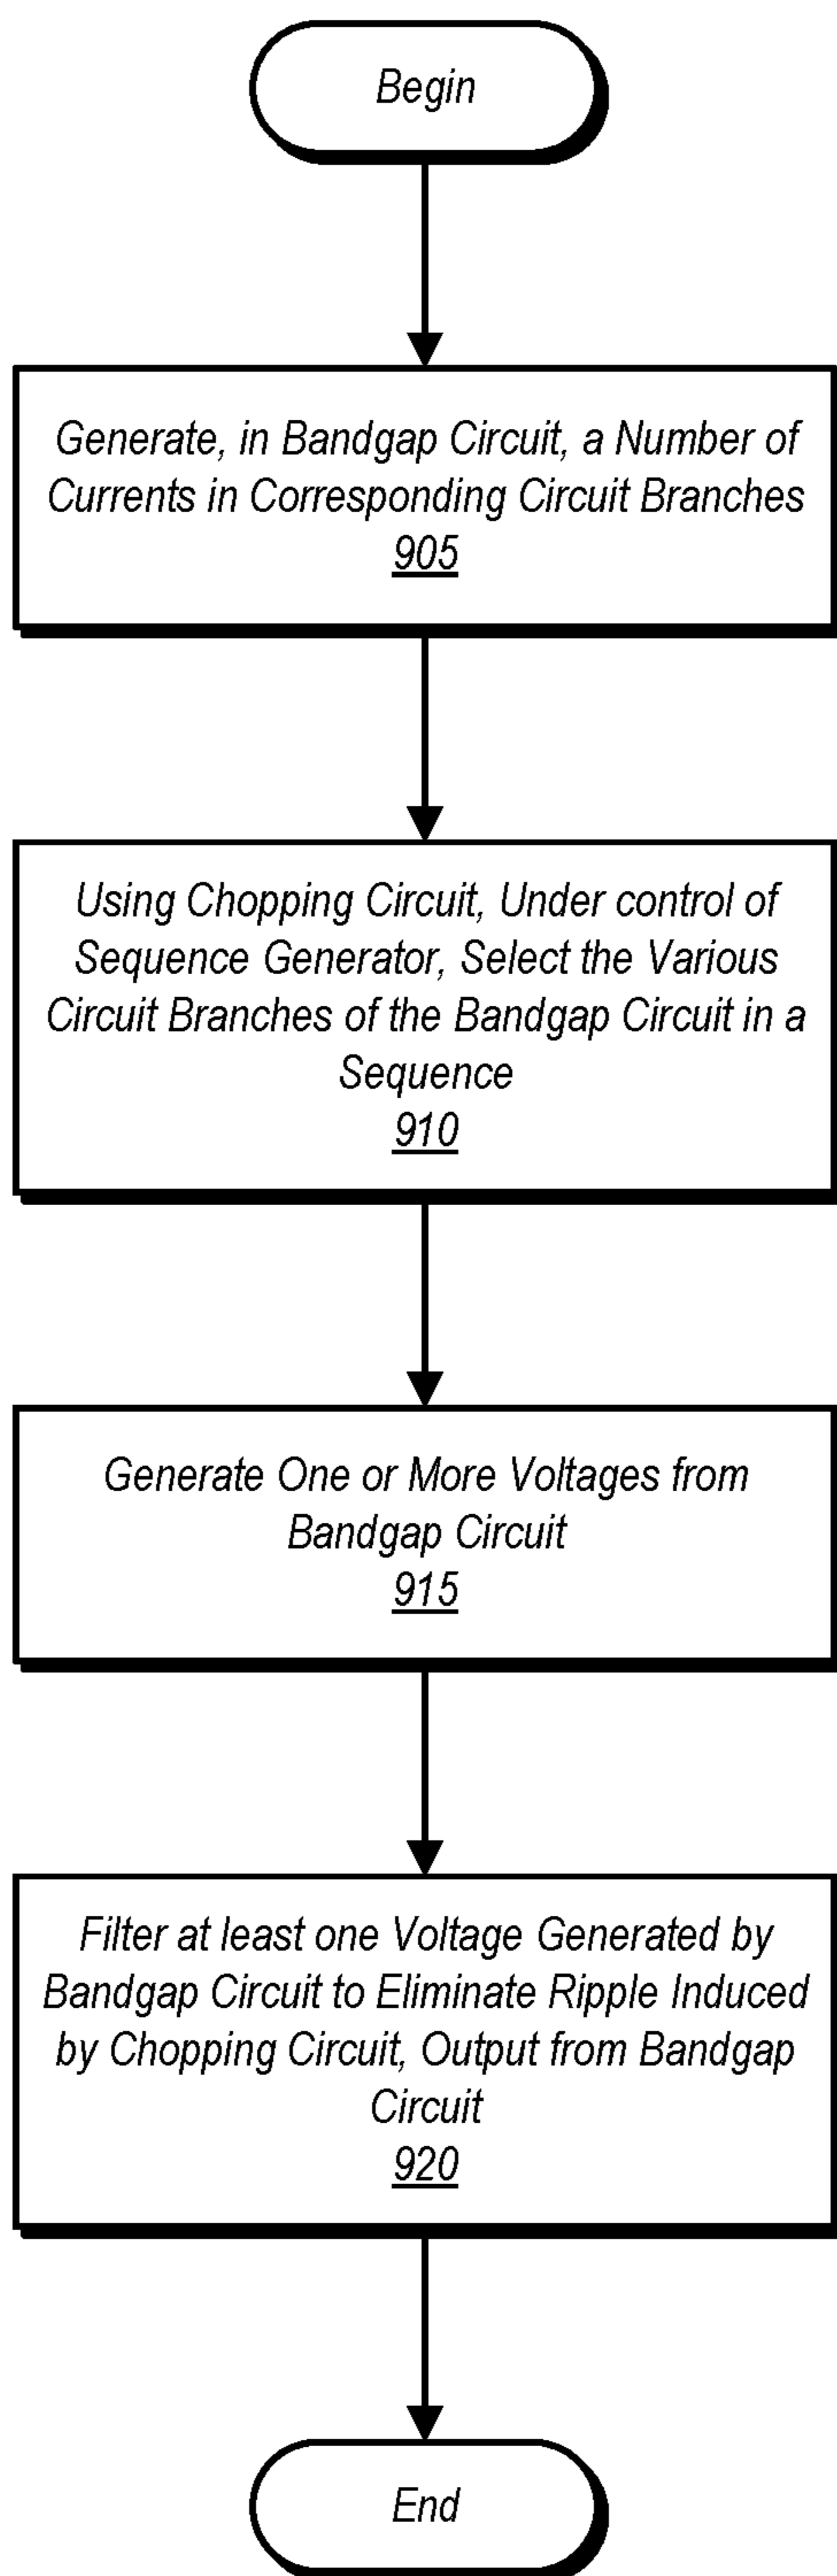 Begin
Generate, in Bandgap Circuit, a Number of
Currents in Corresponding Circuit Branches
905
Using Chopping Circuit, Under control of
Sequence Generator, Select the Various
Circuit Branches of the Bandgap Circuit in a
Sequence
910
Generate One or More Voltages from
Bandgap Circuit
915
Filter at least one Voltage Generated by
Bandgap Circuit to Eliminate Ripple Induced
by Chopping Circuit, Output from Bandgap
Circuit
920
End